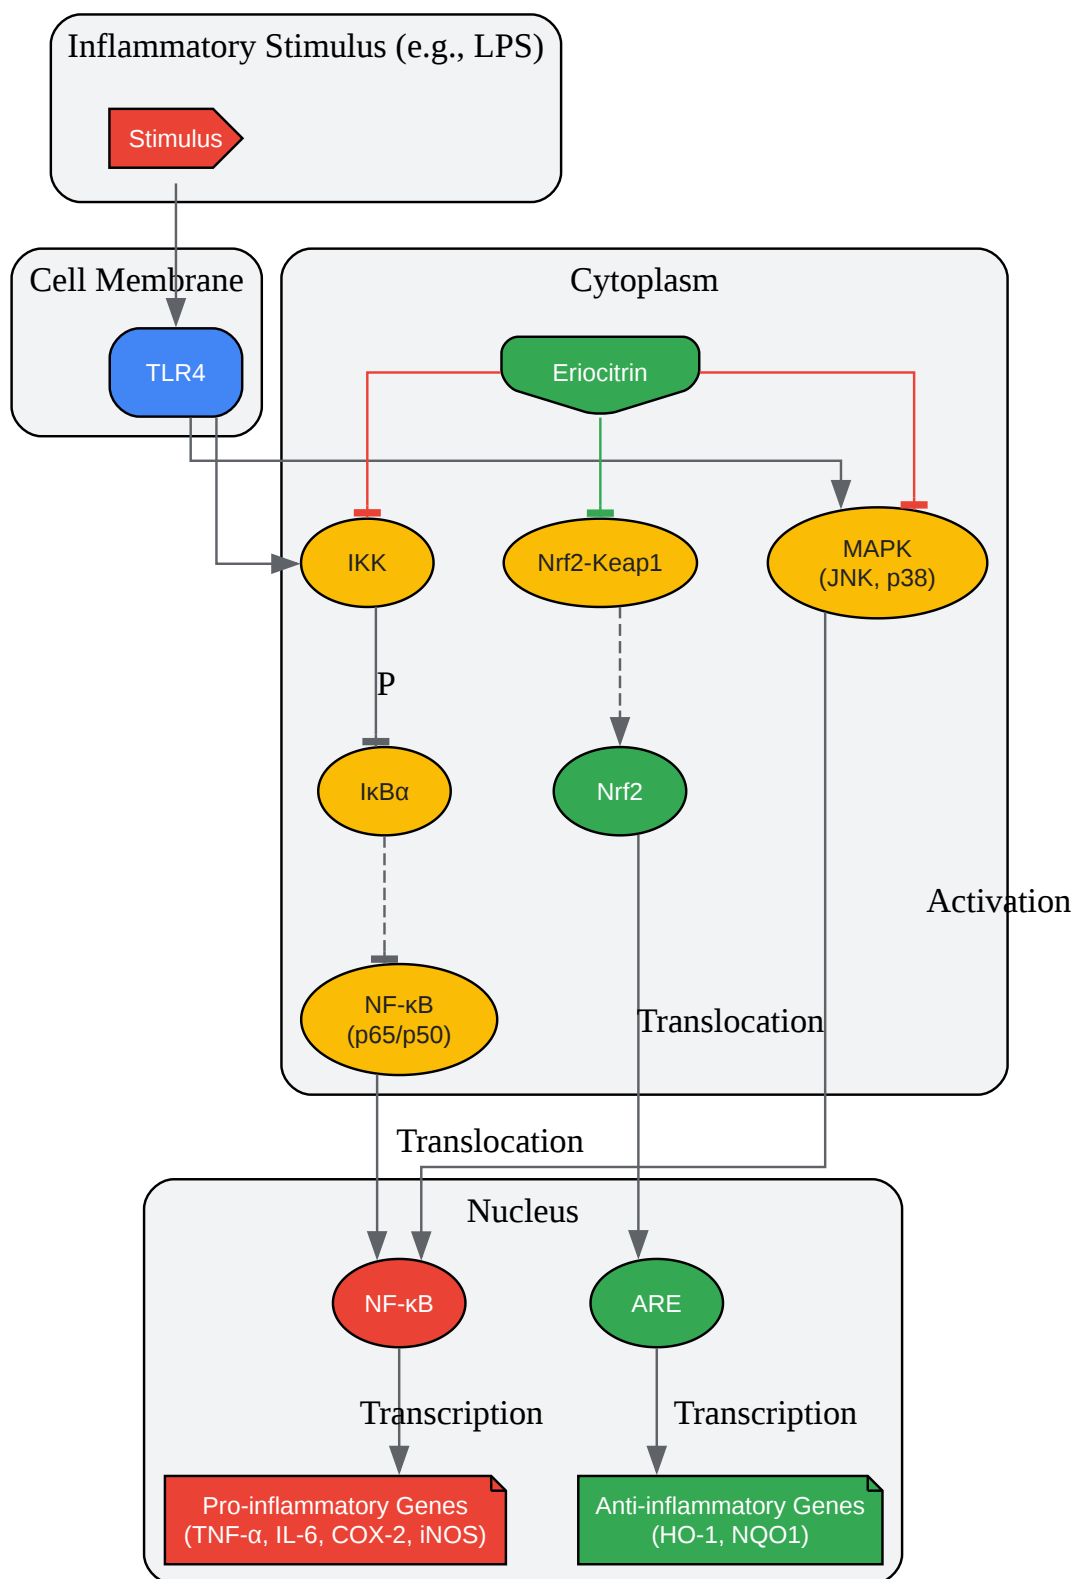 Inflammatory Stimulus (e.g., LPS)
Stimulus
Cell Membrane
Cytoplasm
TLR4
Eriocitrin
IKK
Nrf2-Keap1
MAPK
(JNK, p38)
P
IκBα
Nrf2
Activation
NF-κB
(p65/p50)
Translocation
Translocation
Nucleus
NF-κB
ARE
Transcription
Transcription
Pro-inflammatory Genes
(TNF-α, IL-6, COX-2, iNOS)
Anti-inflammatory Genes
(HO-1, NQO1)